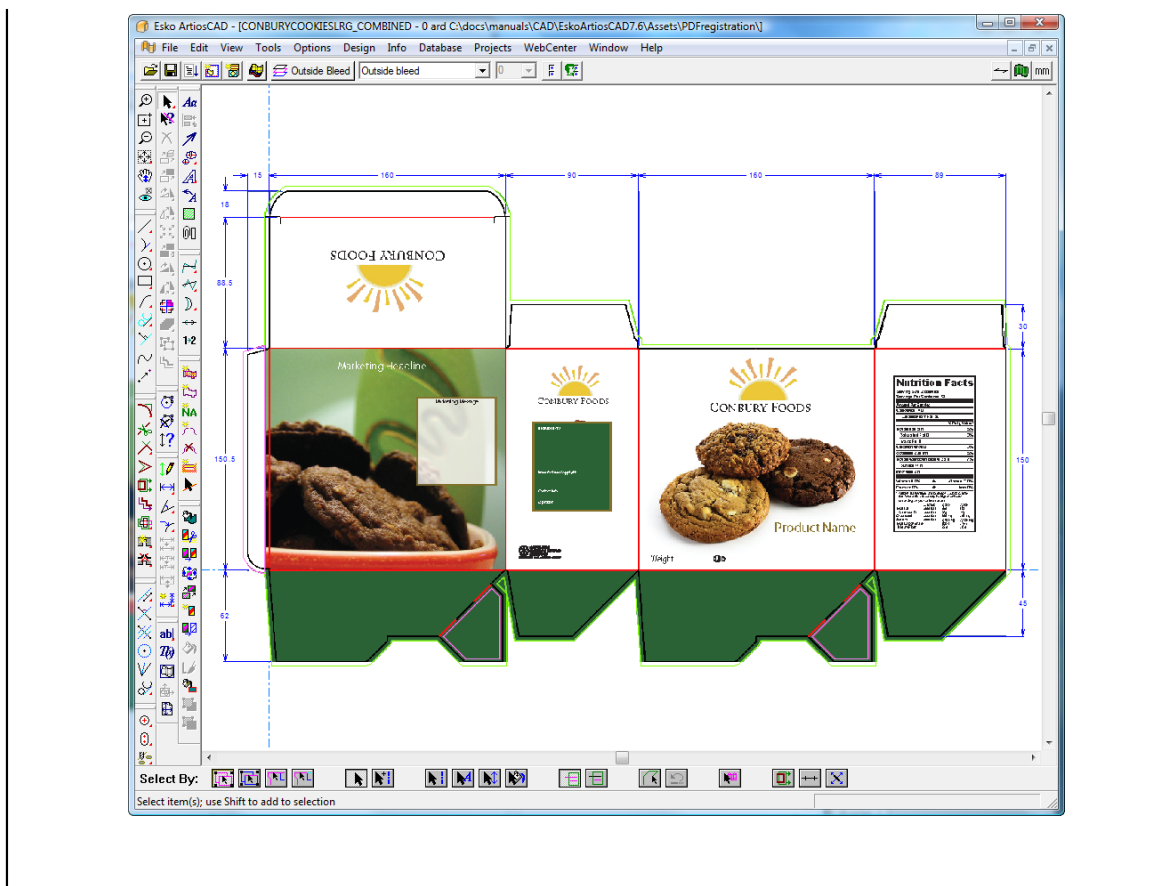 Esko ArtiosCAD - [CONBURYCOOKIESLRG_COMBINED - 0 ard C:\docs\manuals\CAD\EskoArtiosCAD7.6\Assets\PDFregistration\]
File Edit View Tools Options Design Info Database Projects WebCenter Window Help
Outside Bleed Outside bleed 0 mm
15 160 90 160 89
18
CONBURY FOODS
88.5
30
Marketing Headline
Marketing Message
CONBURY FOODS
CONBURY FOODS
Nutrition Facts
150.5
150
Product Name
Weight
62
45
Select By:
Select item(s); use Shift to add to selection